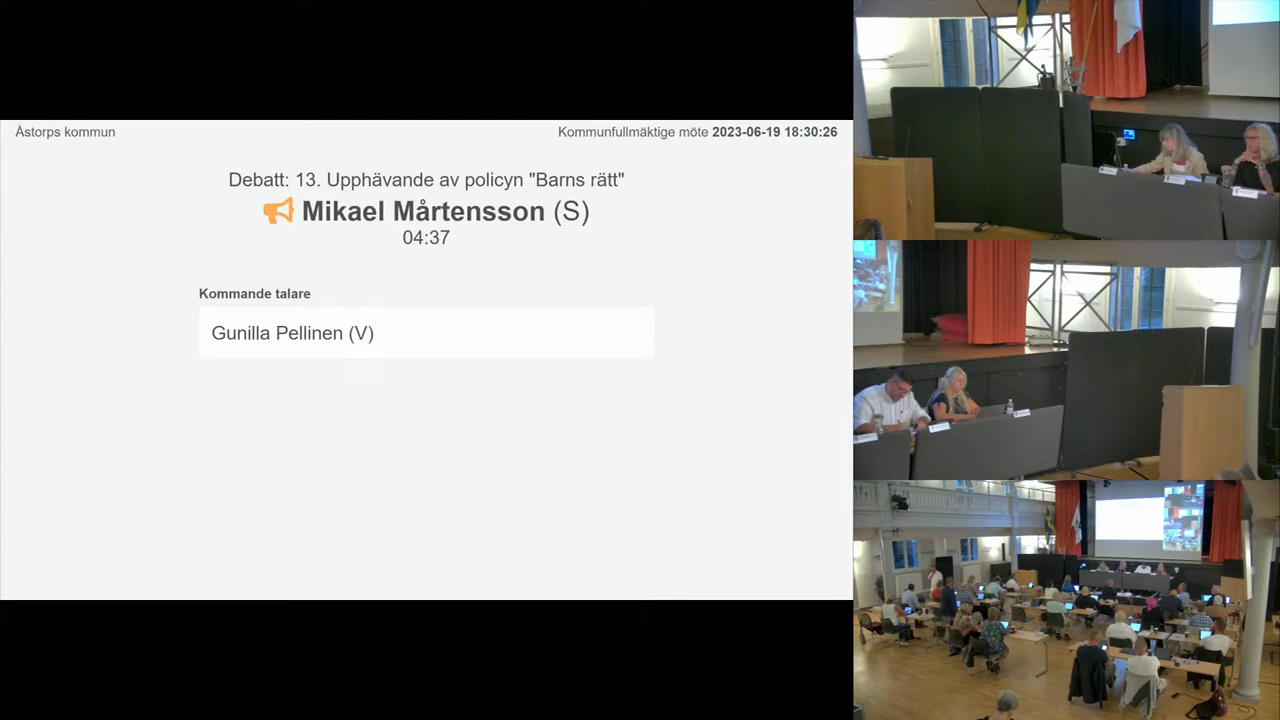 Åstorps kommun
Kommunfullmäktige möte 2023-06-19 18:30:26
Debatt: 13. Upphävande av policyn "Barns rätt"
Mikael Mårtensson (S)
04:37
Kommande talare
Gunilla Pellinen (V)